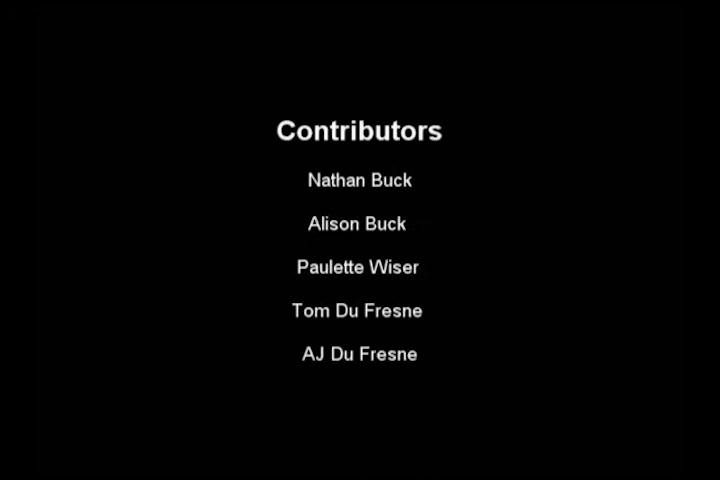 Contributors
Nathan Buck
Alison Buck
Paulette Wiser
Tom Du Fresne
AJ Du Fresne